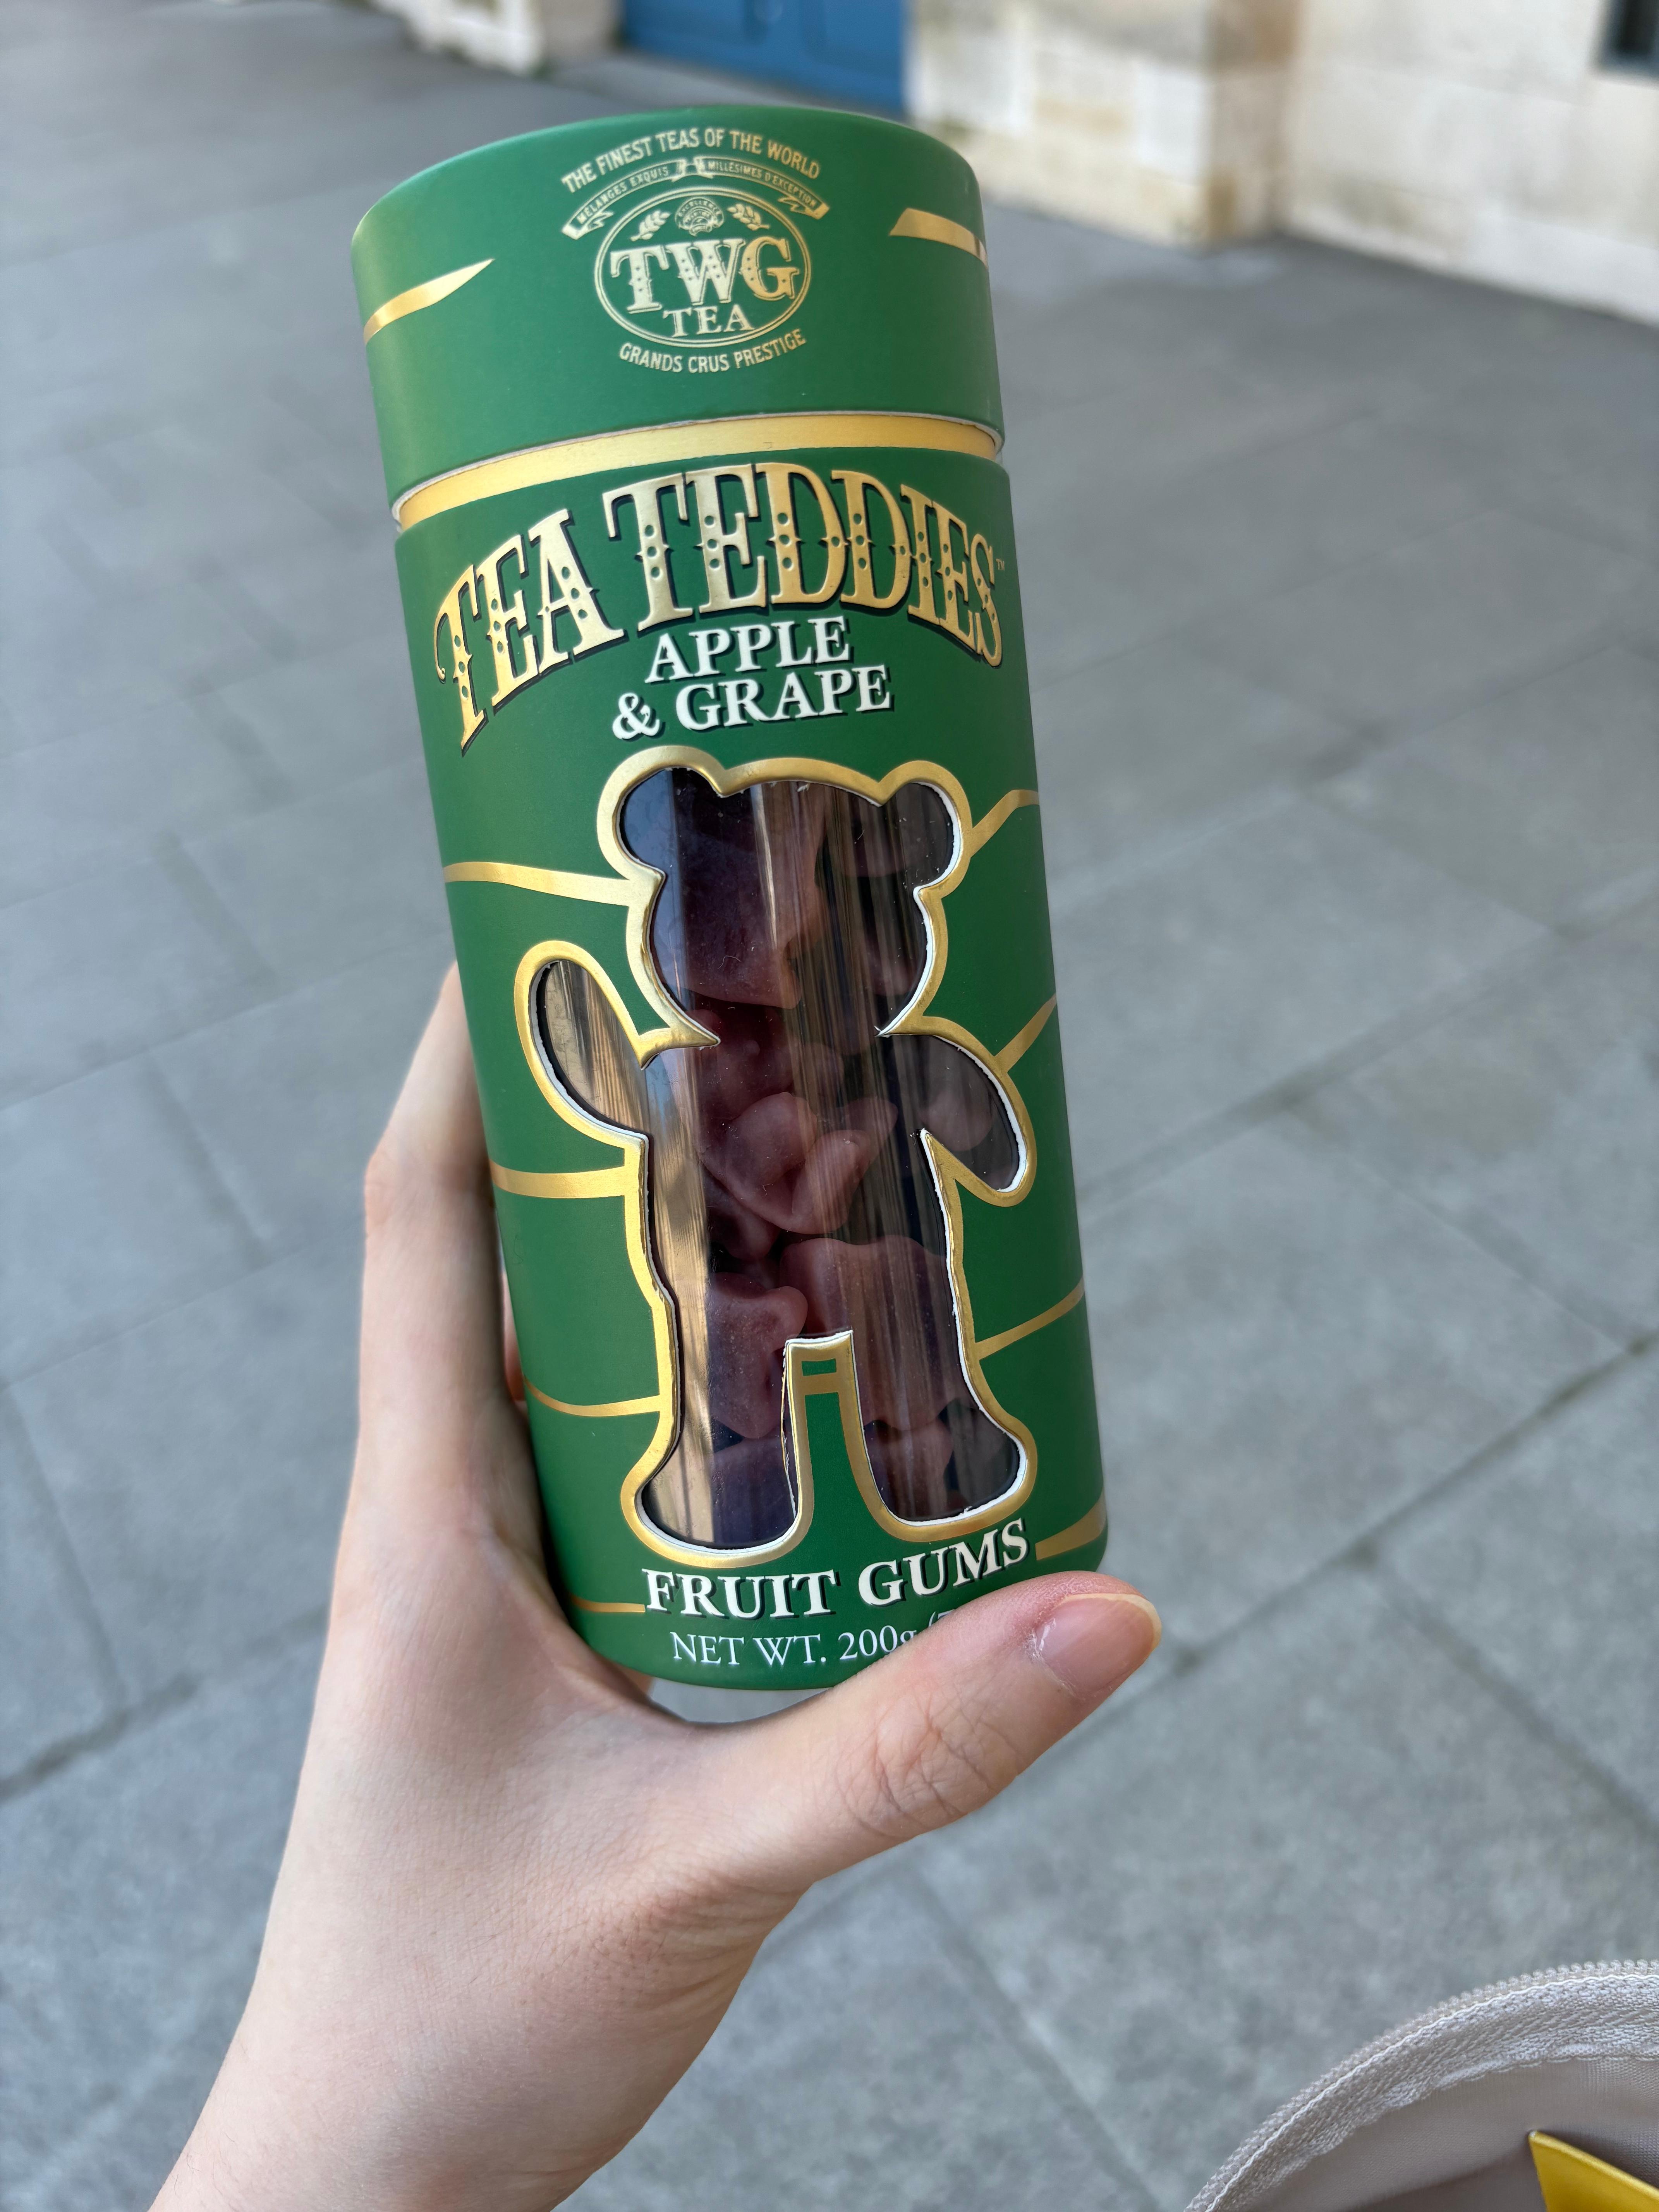 THE FINEST TEAS OF THE WORLD
MÉLANGES EXQUIS MILLÉSIMES D'EXCEPTION
TWG
TEA
GRANDS CRUS PRESTIGE
TEA TEDDIES™
APPLE
& GRAPE
FRUIT GUMS
NET WT. 200g